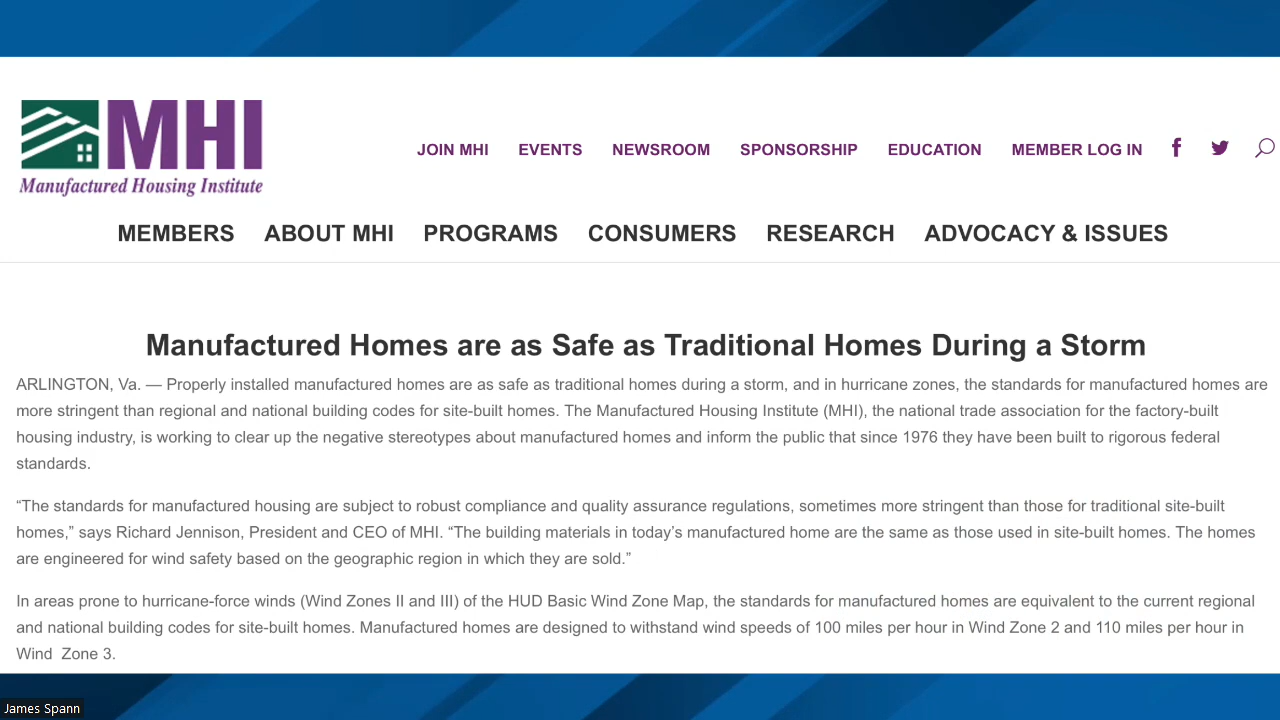 MHI
Manufactured Housing Institute
JOIN MHI EVENTS NEWSROOM SPONSORSHIP EDUCATION MEMBER LOG IN
MEMBERS ABOUT MHI PROGRAMS CONSUMERS RESEARCH ADVOCACY & ISSUES
Manufactured Homes are as Safe as Traditional Homes During a Storm
ARLINGTON, Va. — Properly installed manufactured homes are as safe as traditional homes during a storm, and in hurricane zones, the standards for manufactured homes are
more stringent than regional and national building codes for site-built homes. The Manufactured Housing Institute (MHI), the national trade association for the factory-built
housing industry, is working to clear up the negative stereotypes about manufactured homes and inform the public that since 1976 they have been built to rigorous federal
standards.
“The standards for manufactured housing are subject to robust compliance and quality assurance regulations, sometimes more stringent than those for traditional site-built
homes,” says Richard Jennison, President and CEO of MHI. “The building materials in today’s manufactured home are the same as those used in site-built homes. The homes
are engineered for wind safety based on the geographic region in which they are sold.”
In areas prone to hurricane-force winds (Wind Zones II and III) of the HUD Basic Wind Zone Map, the standards for manufactured homes are equivalent to the current regional
and national building codes for site-built homes. Manufactured homes are designed to withstand wind speeds of 100 miles per hour in Wind Zone 2 and 110 miles per hour in
Wind  Zone 3.
James Spann